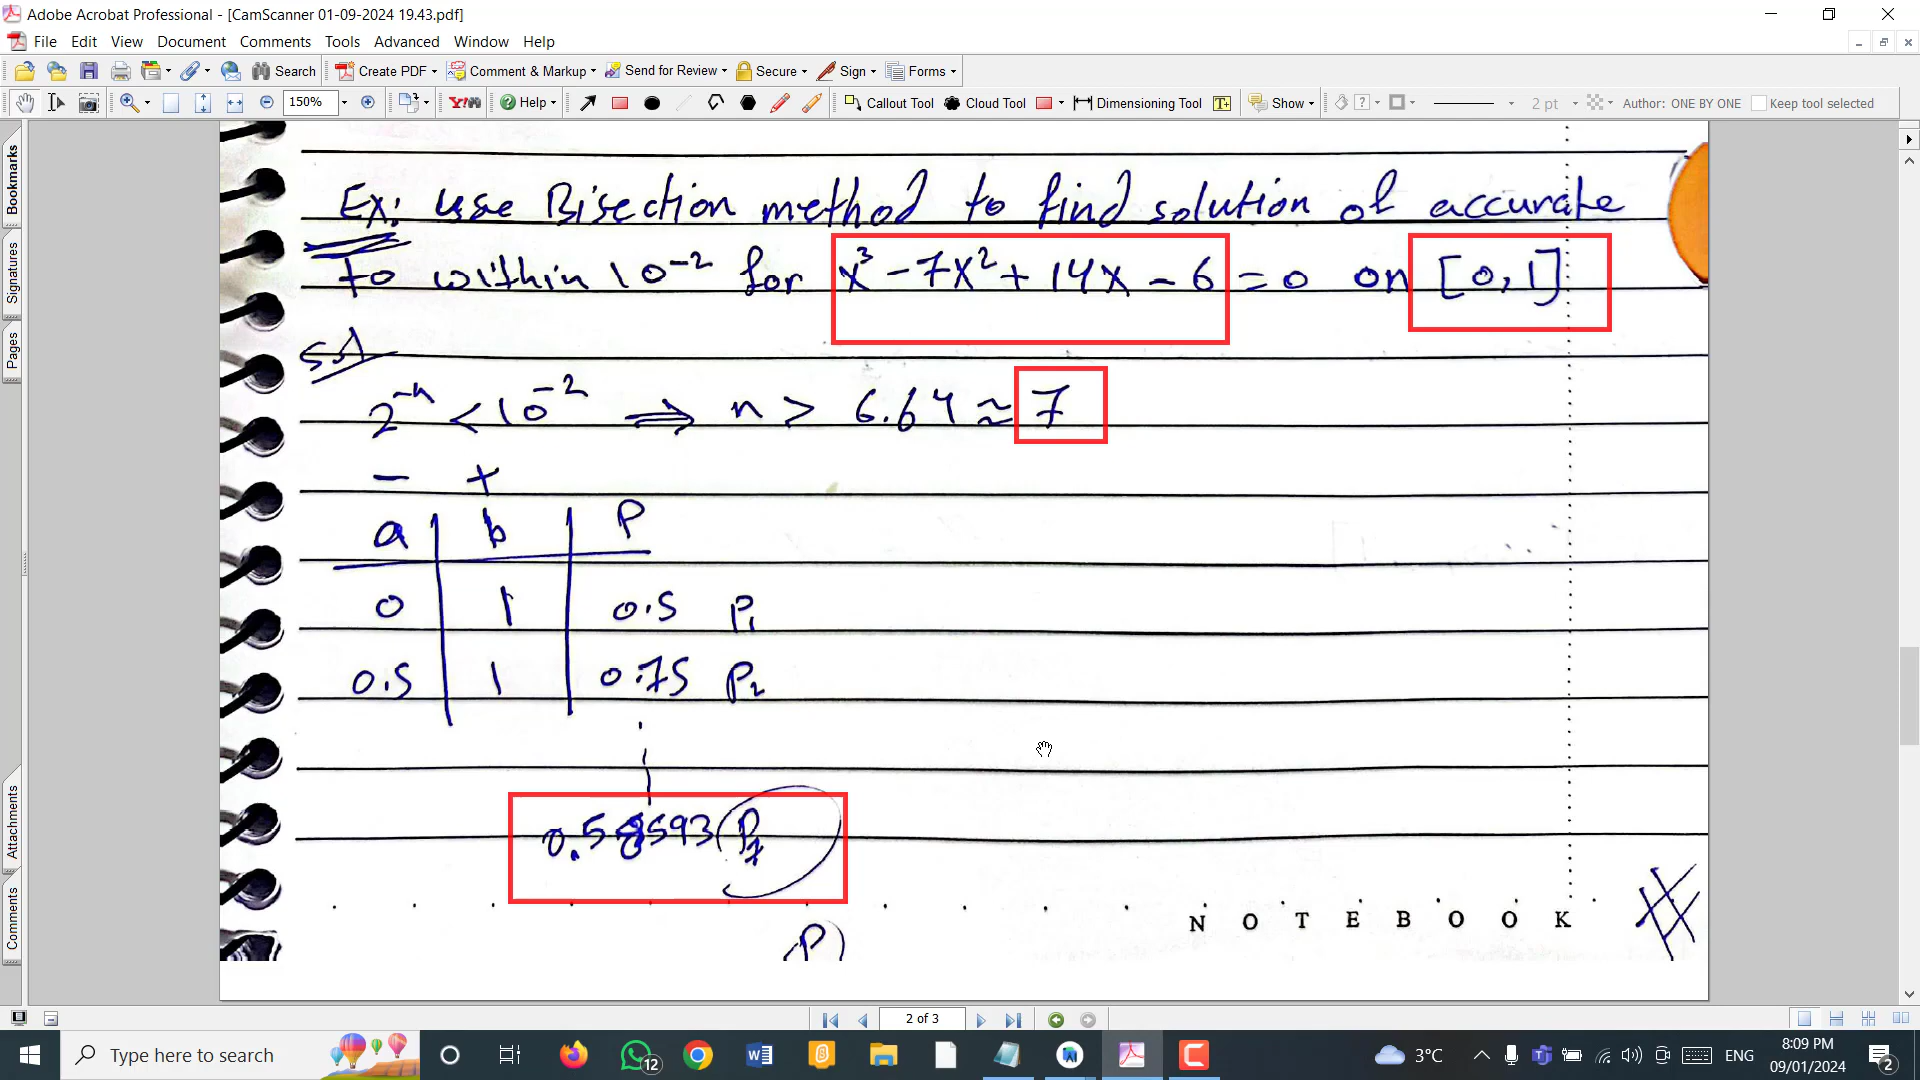 Adobe Acrobat Professional - [CamScanner 01-09-2024 19.43.pdf]
File Edit View Document Comments Tools Advanced Window Help
Search Create PDF Comment & Markup Send for Review Secure Sign Forms
150% Y! Help Callout Tool Cloud Tool Dimensioning Tool Show 2 pt Author: ONE BY ONE Keep tool selected
Bookmarks
Signatures
Pages
Attachments
Comments
Ex: use Bisection method to find solution of accurate
to within 10⁻² for x³ - 7x² + 14x - 6 = 0 on [0,1]
Sol
2⁻ⁿ < 10⁻² ⇒ n > 6.64 ≈ 7
- +
a b P
0 1 0.5 P₁
0.5 1 0.75 P₂
0.58593 P₇
P
NOTEBOOK
2 of 3
Type here to search
12
3°C ENG 8:09 PM
09/01/2024
2